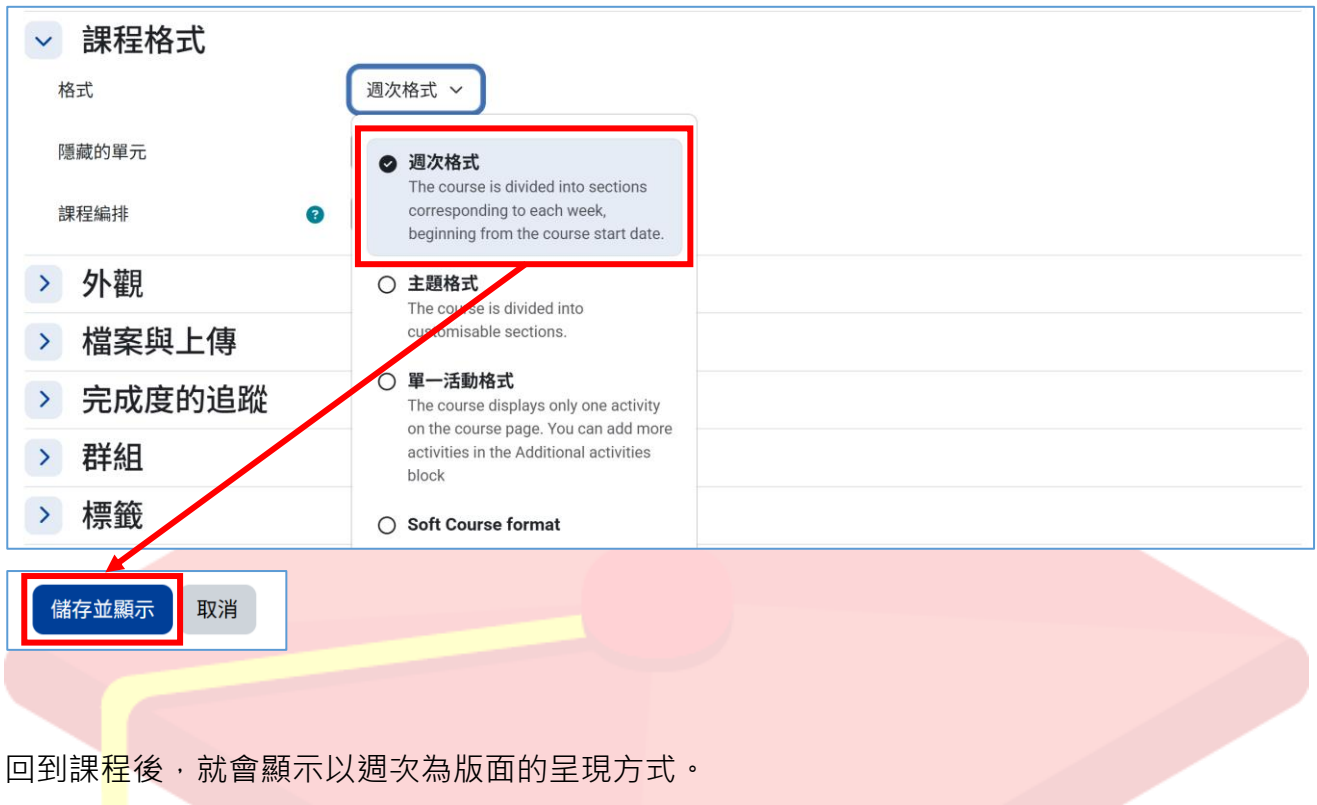 課程格式
格式
週次格式
隱藏的單元
課程編排
?
週次格式
The course is divided into sections
corresponding to each week,
beginning from the course start date.
主題格式
The course is divided into
customisable sections.
單一活動格式
The course displays only one activity
on the course page. You can add more
activities in the Additional activities
block
Soft Course format
外觀
檔案與上傳
完成度的追蹤
群組
標籤
儲存並顯示 取消
回到課程後，就會顯示以週次為版面的呈現方式。